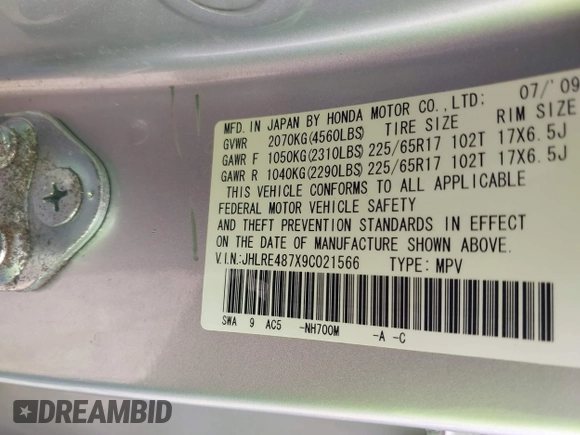 MFD. IN JAPAN BY HONDA MOTOR CO., LTD: 07/'09
GVWR 2070KG(4560LBS) TIRE SIZE RIM SIZE
GAWR F 1050KG(2310LBS) 225/65R17 102T 17X6.5J
GAWR R 1040KG(2290LBS) 225/65R17 102T 17X6.5J
THIS VEHICLE CONFORMS TO ALL APPLICABLE
FEDERAL MOTOR VEHICLE SAFETY
AND THEFT PREVENTION STANDARDS IN EFFECT
ON THE DATE OF MANUFACTURE SHOWN ABOVE.
V.I.N:JHLRE487X9C021566 TYPE: MPV
SWA 9 AC5 -NH700M -A -C
DREAMBID